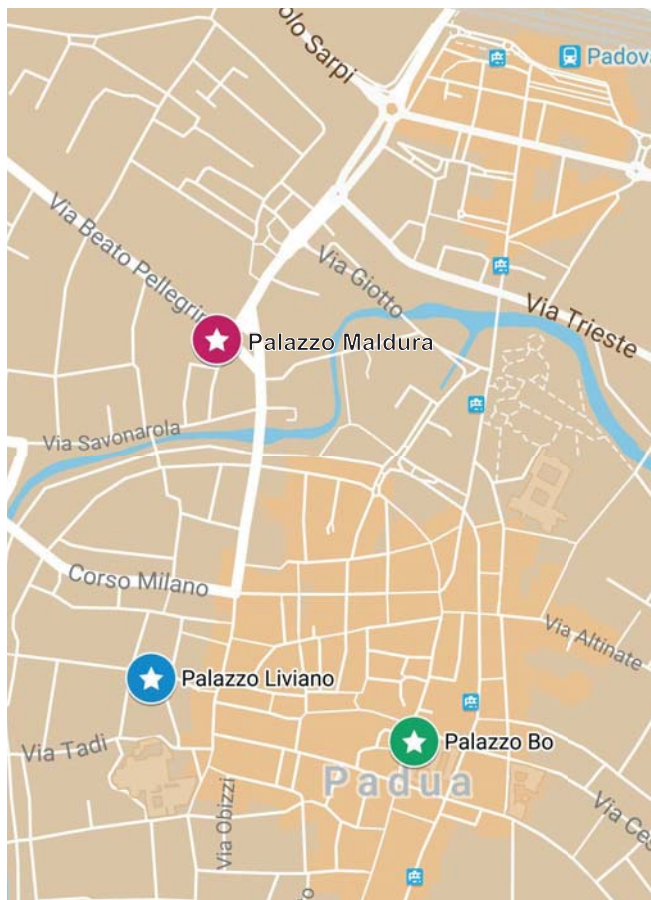 olo Sarpi
Padova
Via Beato Pellegrin
Via Giotto
Via Trieste
Palazzo Maldura
Via Savonarola
Corso Milano
Via Altinate
Palazzo Liviano
Via Tadi
Palazzo Bo
Padua
Via Obizzi
Via Ces